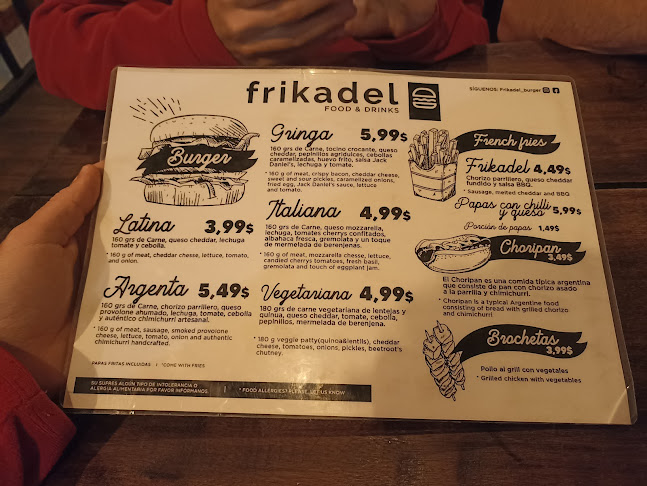 frikadel
FOOD & DRINKS
SÍGUENOS: Frikadel_burger
Burger
Latina 3,99$
160 grs de Carne, queso cheddar, lechuga
tomate y cebolla.
* 160 g of meat, cheddar cheese, lettuce, tomato,
and onion.
Argenta 5,49$
160 grs de Carne, chorizo parrillero, queso
provolone ahumado, lechuga, tomate, cebolla
y auténtico chimichurri artesanal.
* 160 g of meat, sausage, smoked provolone
cheese, lettuce, tomato, onion and authentic
chimichurri handcrafted.
PAPAS FRITAS INCLUIDAS | *COME WITH FRIES
SU SUFRES ALGÚN TIPO DE INTOLERANCIA O
ALERGIA ALIMENTARIA POR FAVOR INFORMANOS.
| * FOOD ALLERGIES? PLEASE, LET US KNOW
Gringa 5,99$
160 grs de Carne, tocino crocante, queso
cheddar, pepinillos agridulces, cebollas
caramelizadas, huevo frito, salsa Jack
Daniel's, lechuga y tomate.
* 160 g of meat, crispy bacon, cheddar cheese,
sweet and sour pickles, caramelized onions,
fried egg, Jack Daniel's sauce, lettuce
and tomato.
Italiana 4,99$
160 grs de Carne, queso mozzarella,
lechuga, tomates cherrys confitados,
albahaca fresca, gremolata y un toque
de mermelada de berenjenas.
* 160 g of meat, mozzarella cheese, lettuce,
candied cherrys tomatoes, fresh basil,
gremolata and touch of eggplant jam.
Vegetariana 4,99$
180 grs de carne vegetariana de lentejas y
quinua, queso cheddar, tomate, cebolla,
pepinillos, mermelada de berenjena.
* 180 g veggie patty(quinoa&lentils), cheddar
cheese, tomatoes, onions, pickles, beetroot's
chutney.
French fries
Frikadel 4,49$
Chorizo parrillero, queso cheddar
fundido y salsa BBQ.
* Sausage, melted cheddar and BBQ
Papas con chilli
y queso 5,99$
Porción de papas 1,49$
Choripan
3,49$
El Choripan es una comida típica argentina
que consiste de pan con chorizo asado
a la parrilla y chimichurri.
* Choripan is a typical Argentine food
consisting of bread with grilled chorizo
and chimichurri.
Brochetas
3,99$
Pollo al grill con vegetales
* Grilled chicken with vegetables